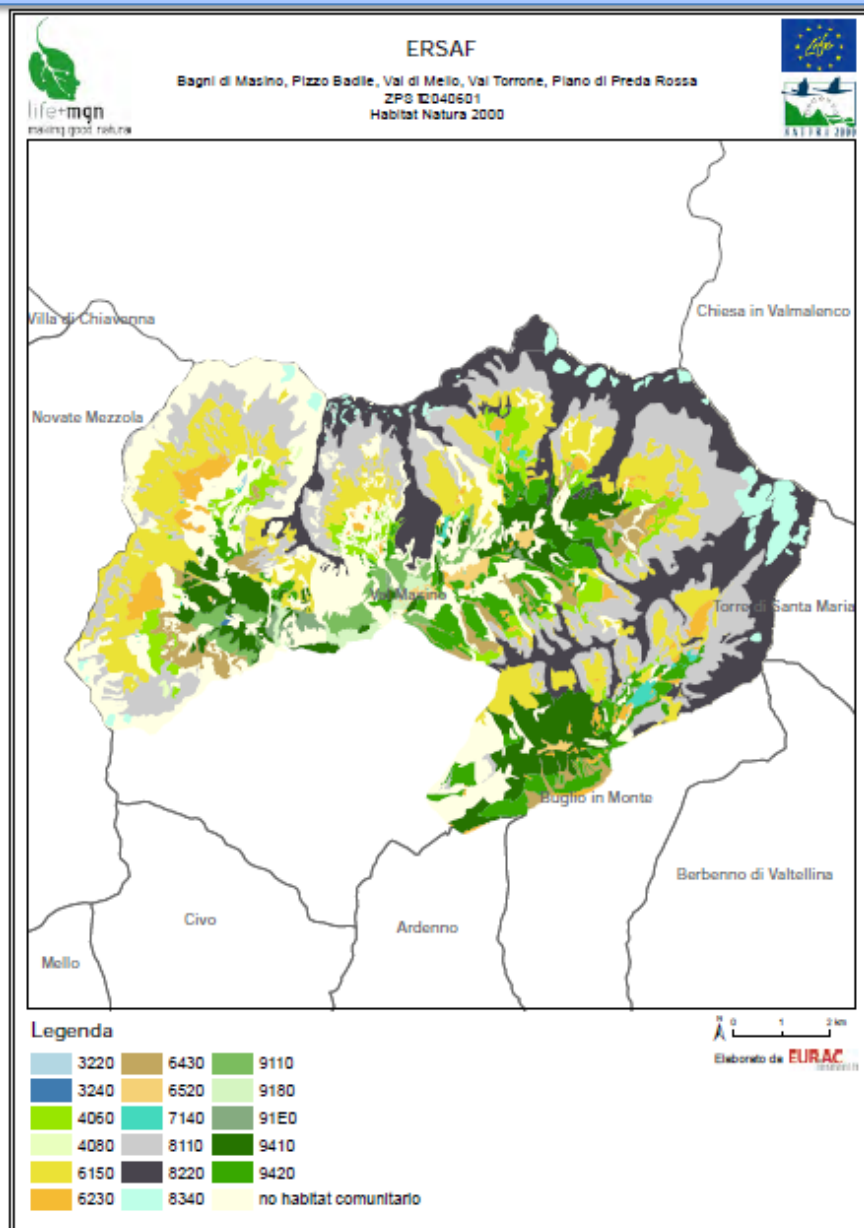 ERSAF
Bagni di Masino, Pizzo Badile, Val di Mello, Val Torrone, Piano di Preda Rossa
ZPS IT2040601
Habitat Natura 2000
life+mgn
making good natura
Life
NATURA 2000
Villa di Chiavenna
Chiesa in Valmalenco
Novate Mezzola
Val Masino
Torre di Santa Maria
Buglio in Monte
Berbenno di Valtellina
Civo
Ardenno
Mello
Legenda
N 0 1 2 km
Elaborato da EURAC
3220 6430 9110
3240 6520 9180
4060 7140 91E0
4080 8110 9410
6150 8220 9420
6230 8340 no habitat comunitario